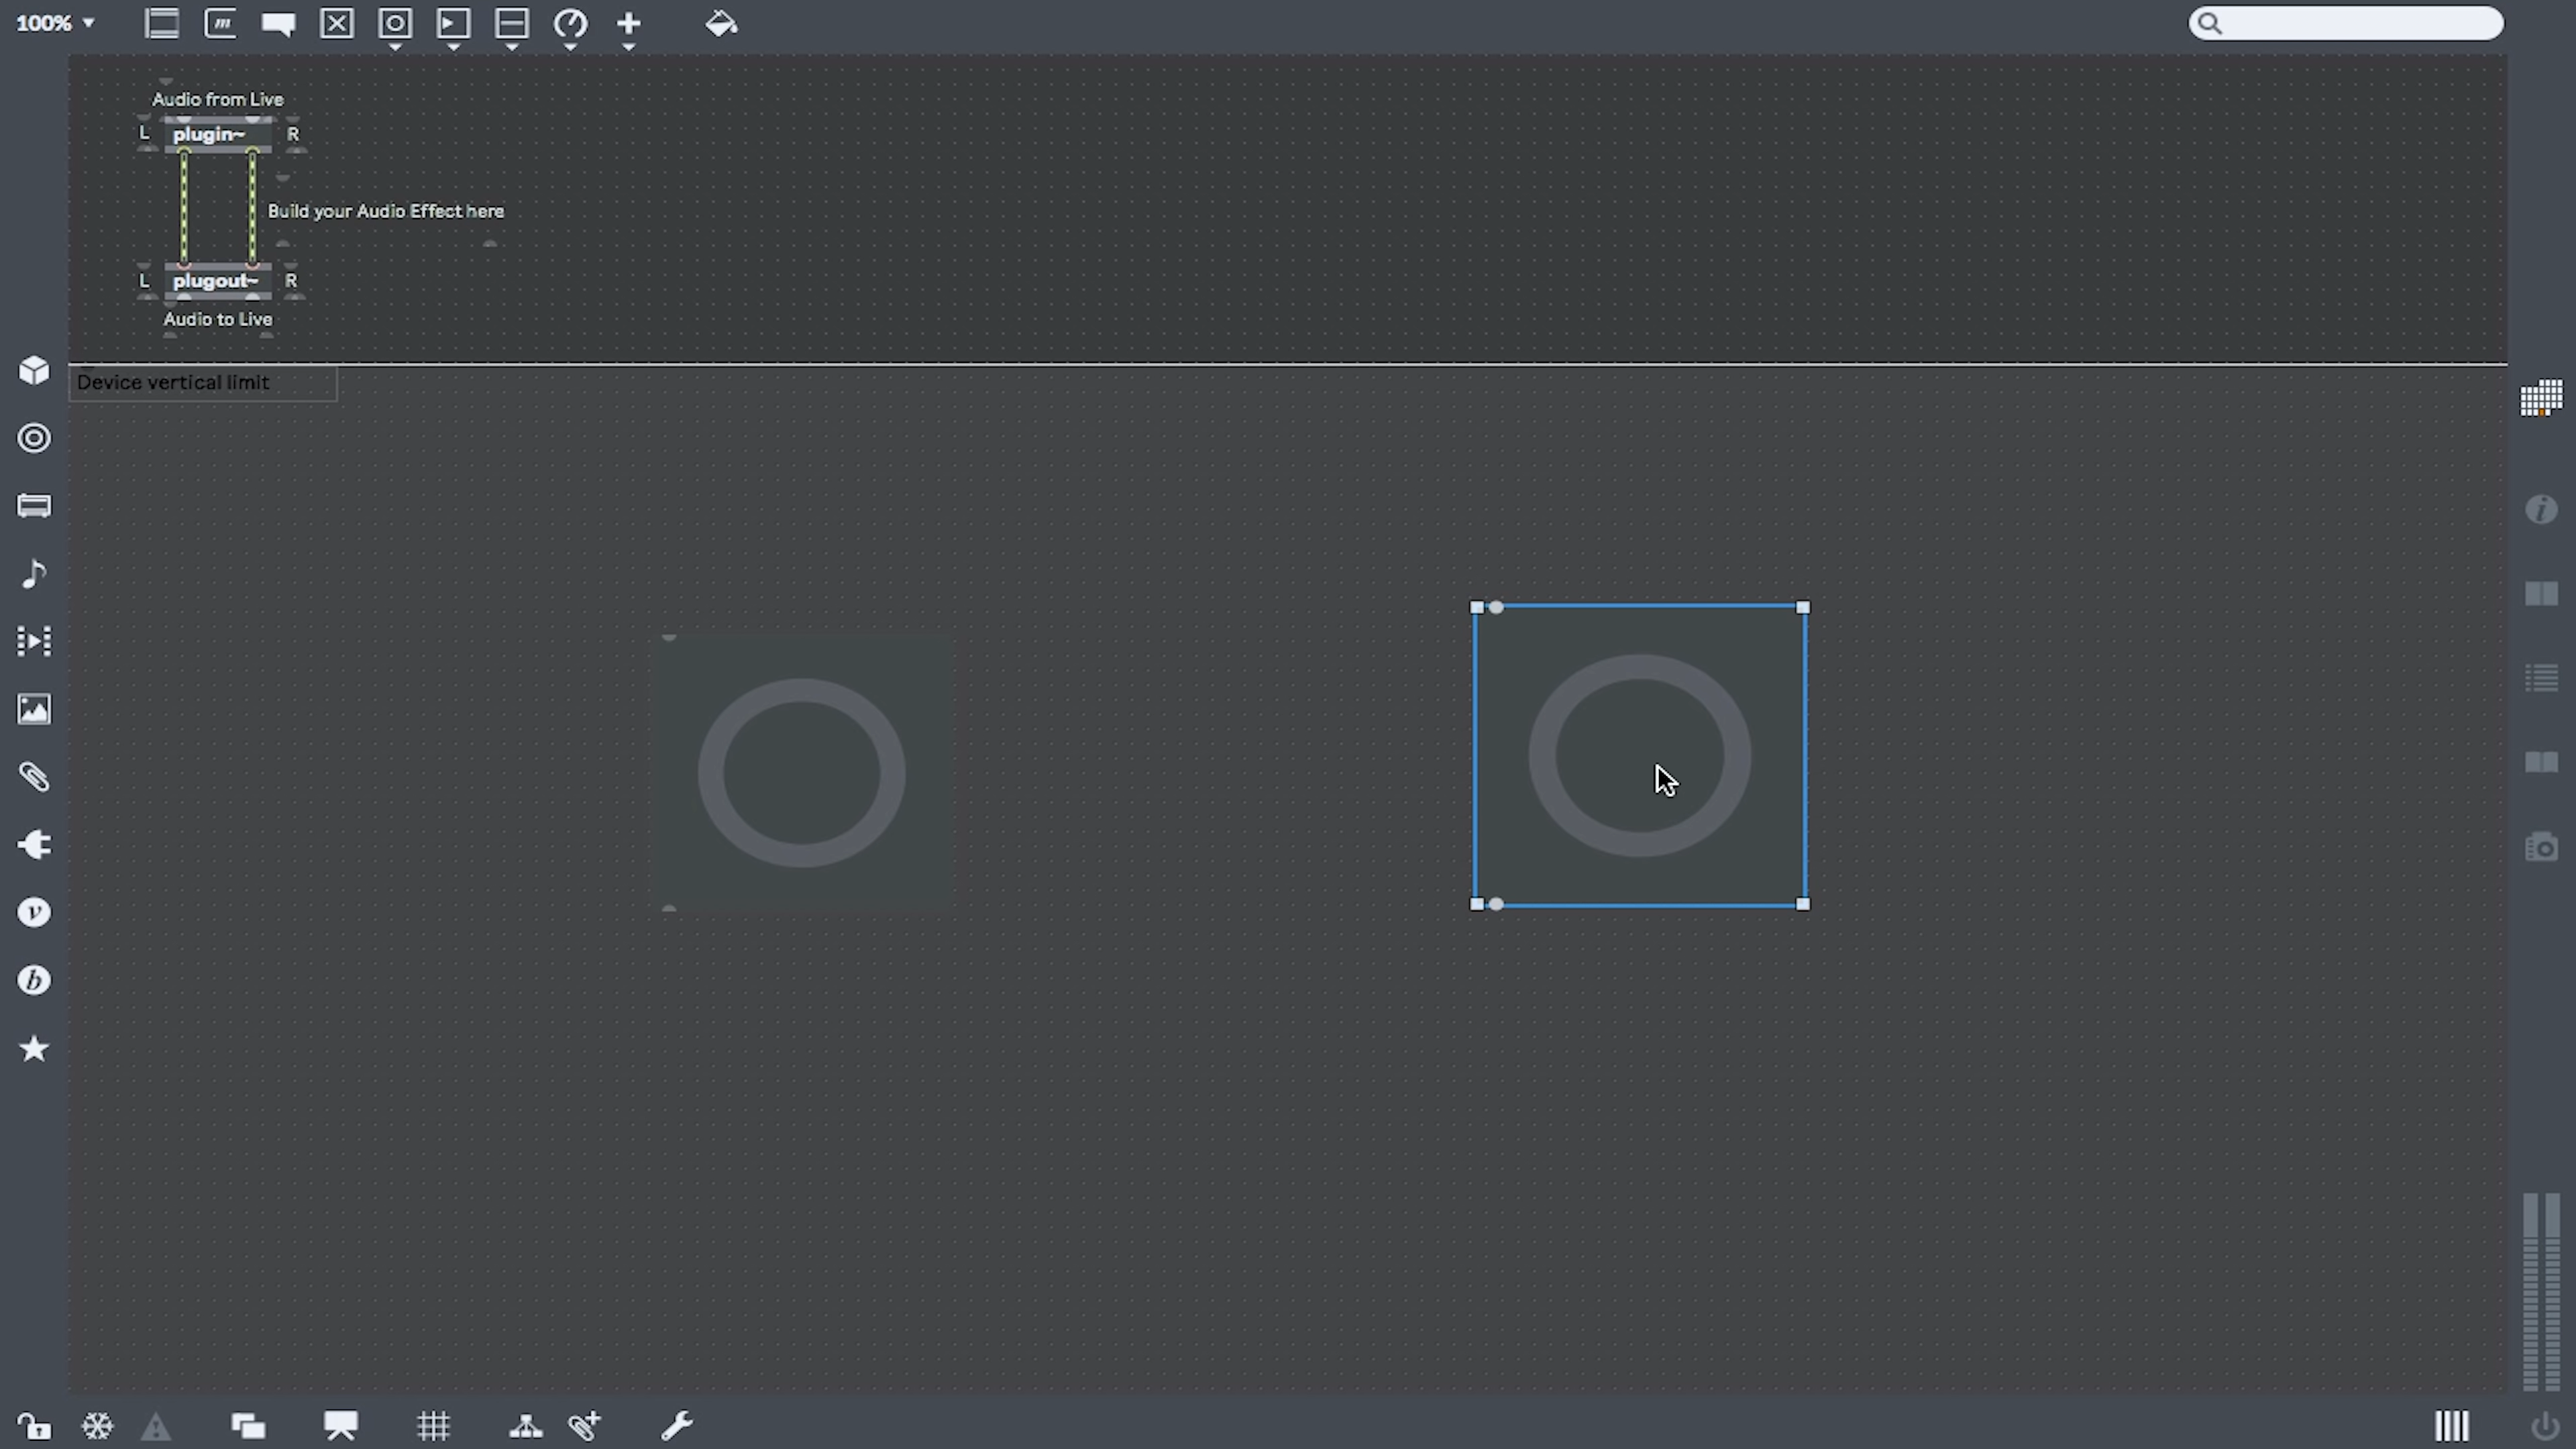 100%
m
Audio from Live
L plugin~ R
Build your Audio Effect here
L plugout~ R
Audio to Live
Device vertical limit
i
v
b